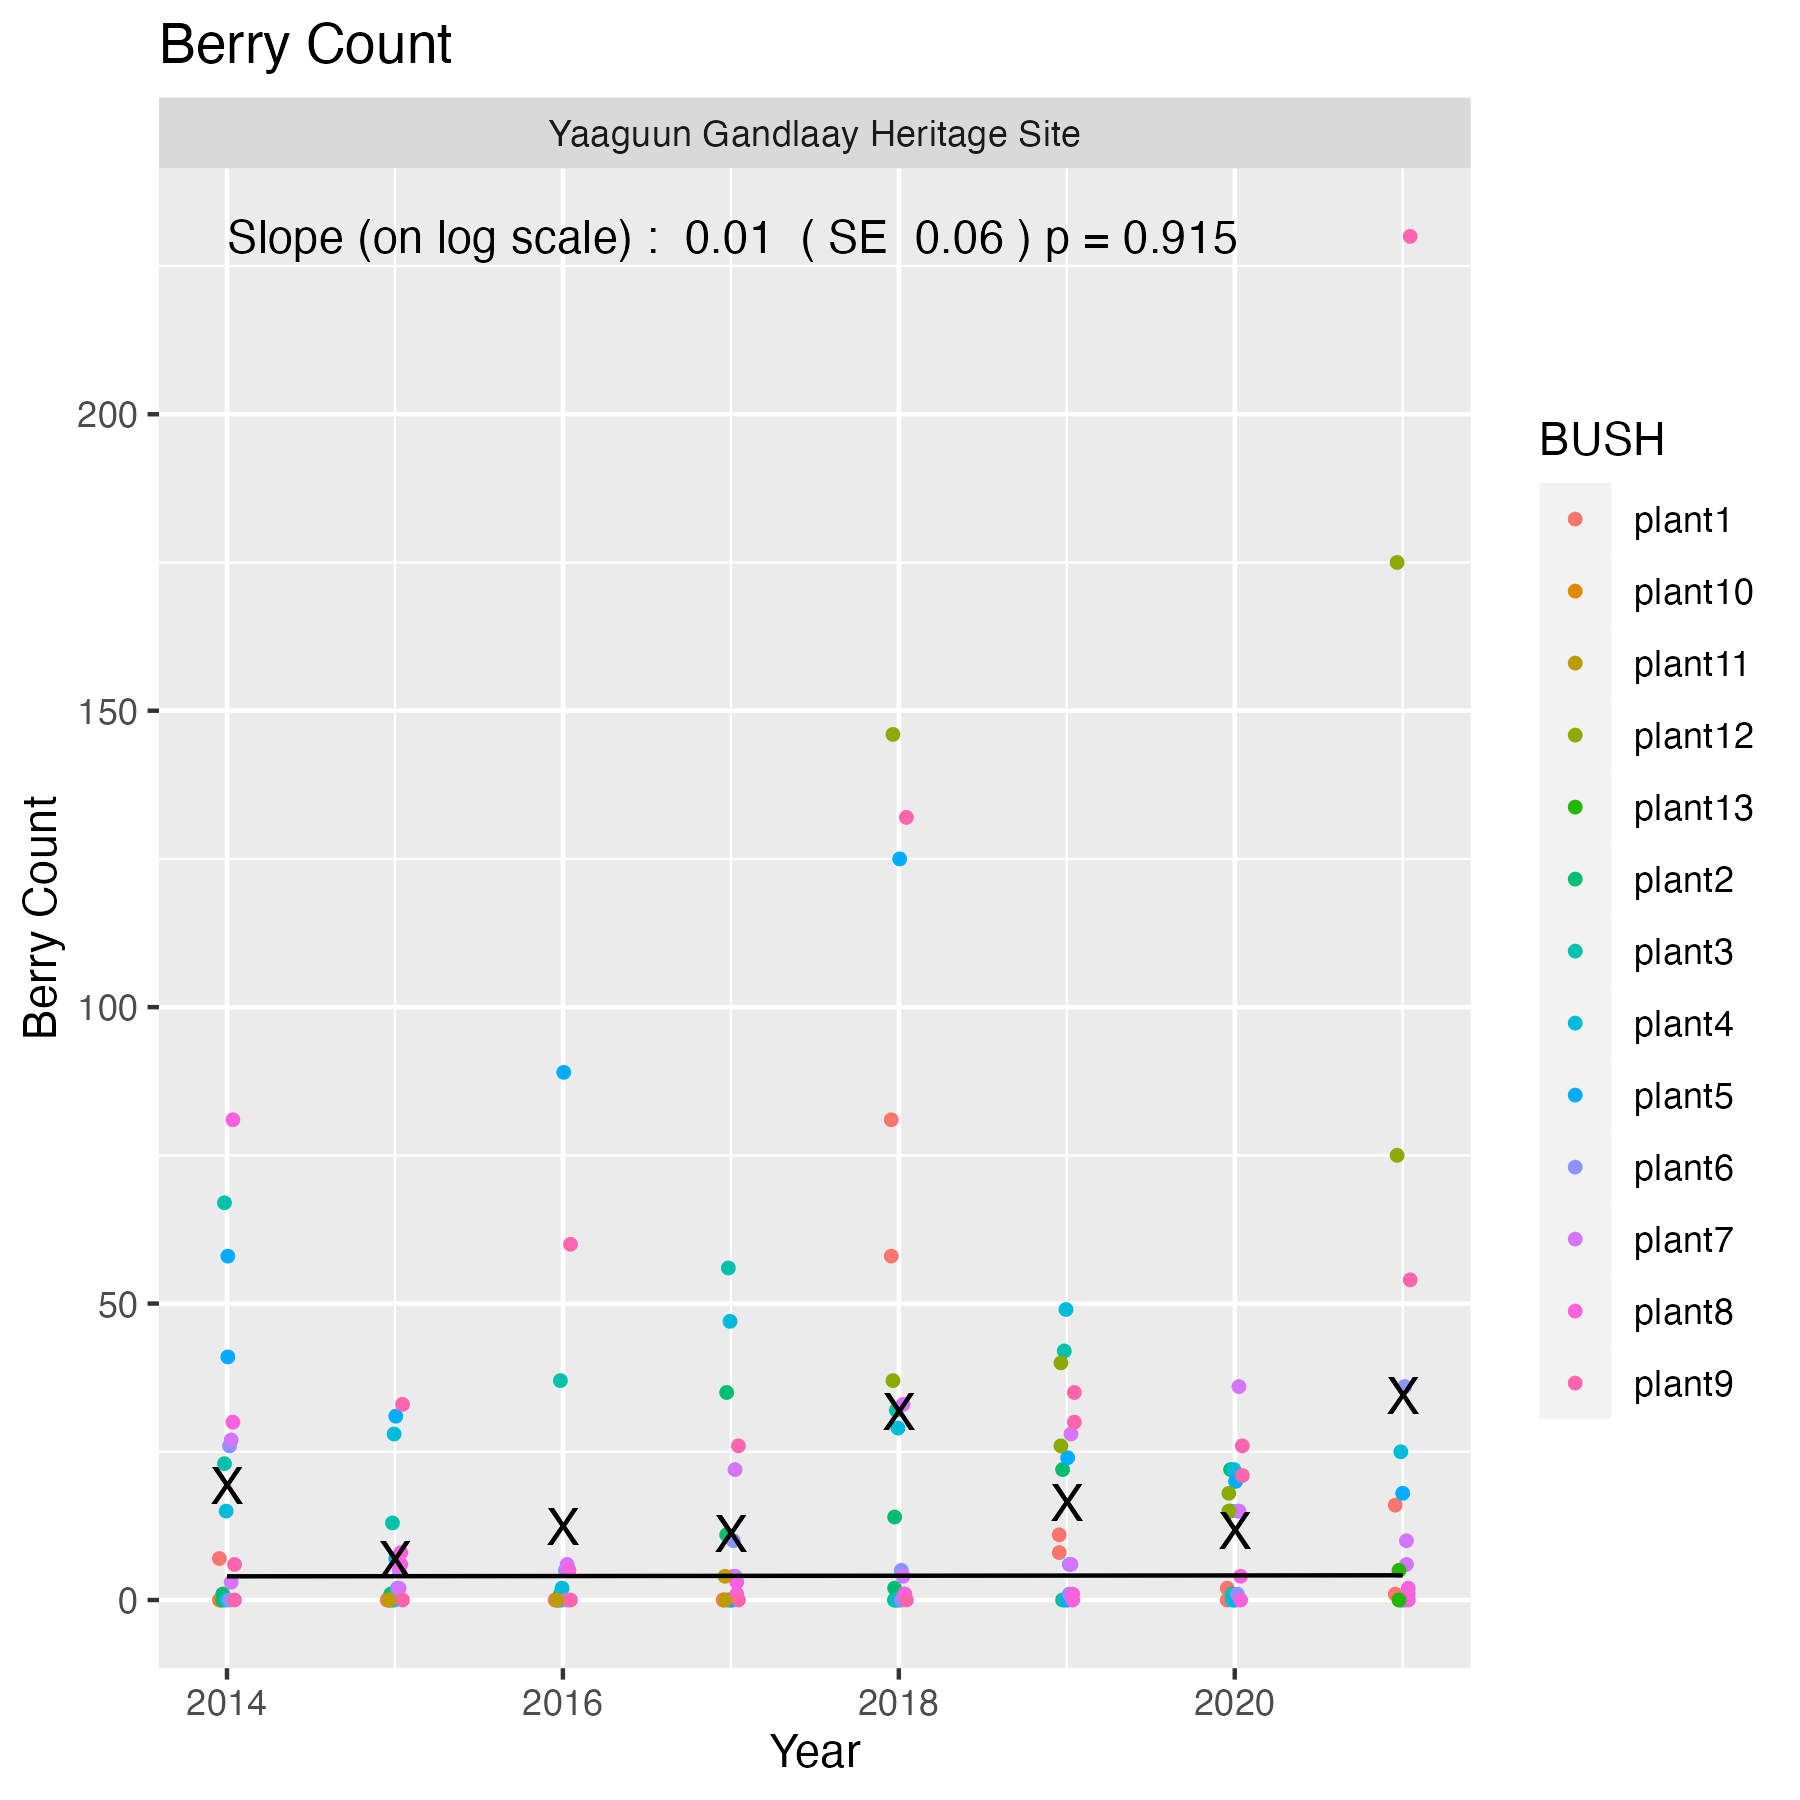 Berry Count
Yaaguun Gandlaay Heritage Site
Slope (on log scale) :  0.01  ( SE  0.06 ) p = 0.915
200
150
100
50
0
Berry Count
2014
2016
2018
2020
Year
BUSH
plant1
plant10
plant11
plant12
plant13
plant2
plant3
plant4
plant5
plant6
plant7
plant8
plant9